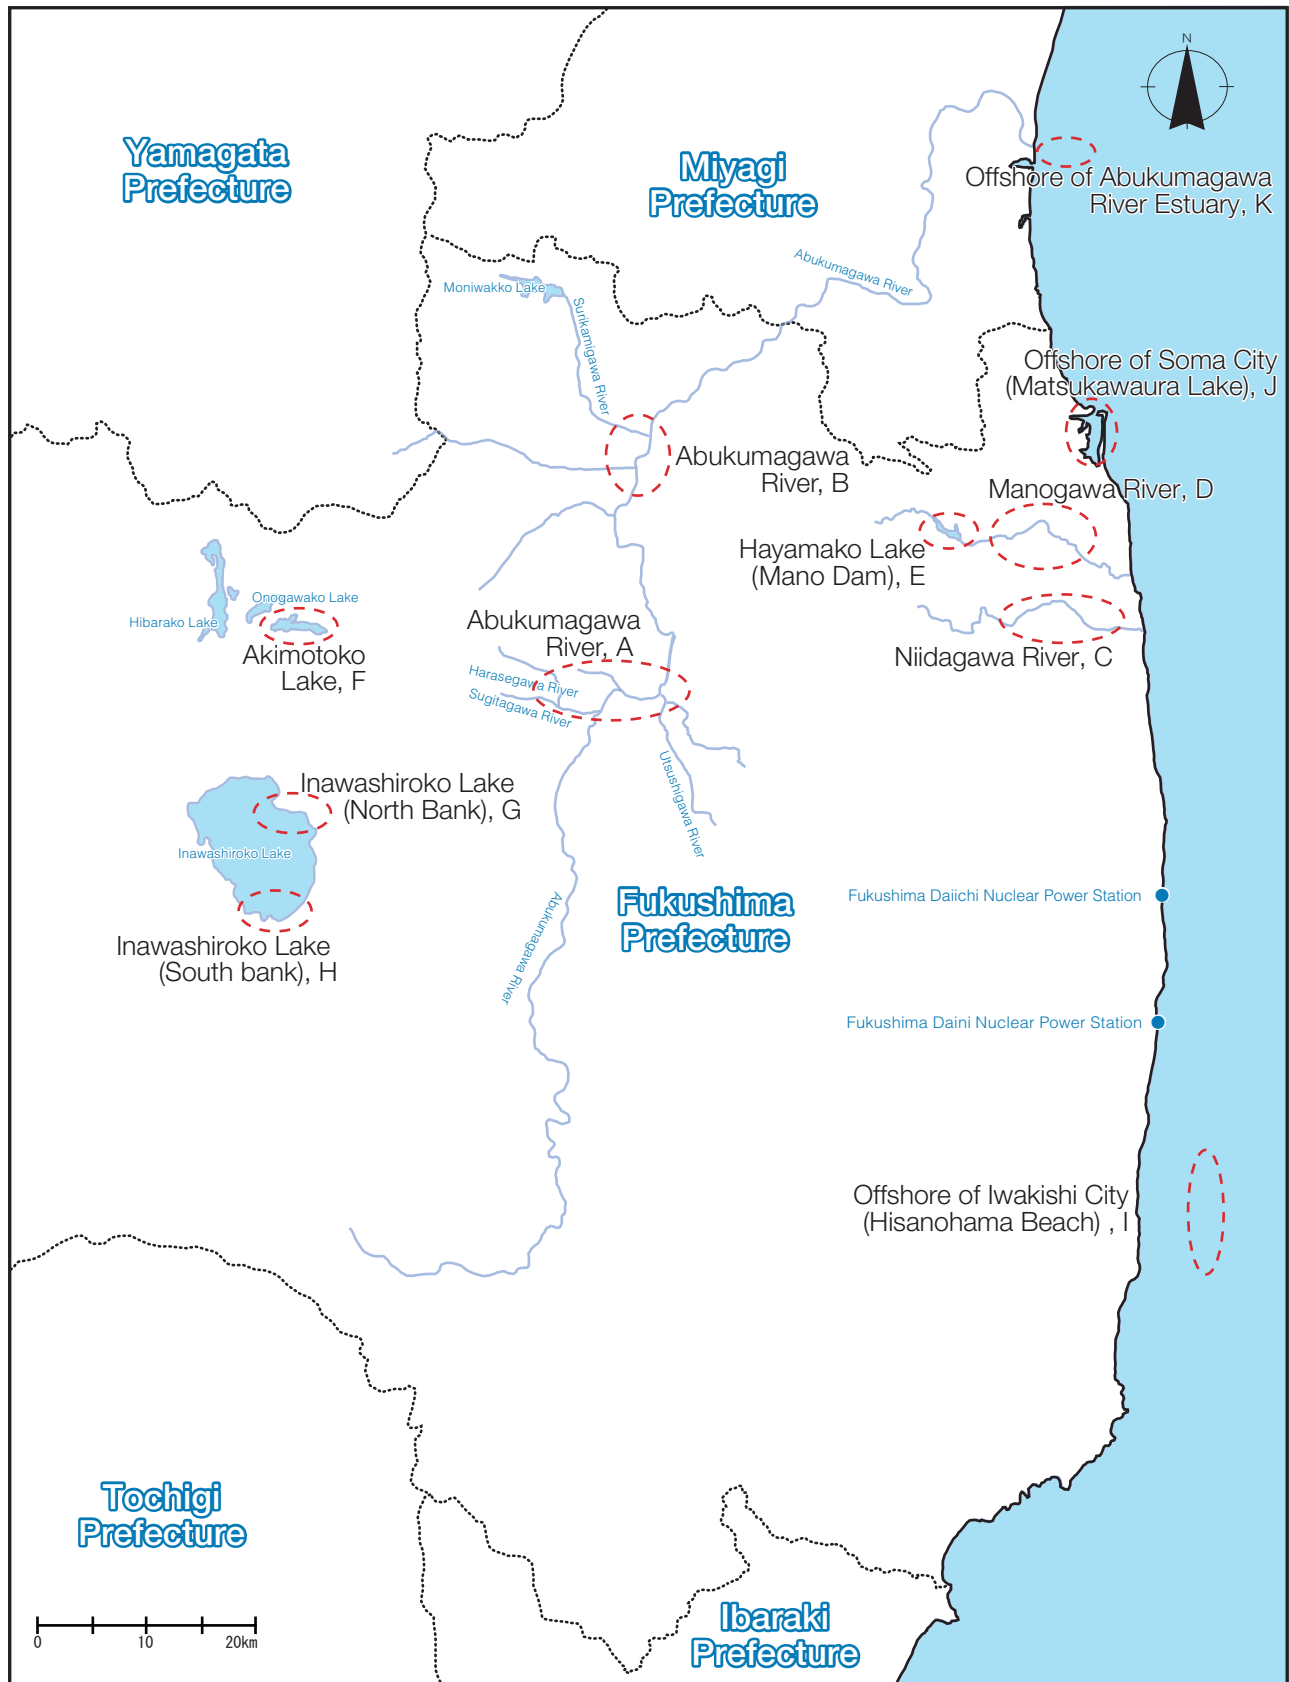 N
Yamagata
Prefecture
Miyagi
Prefecture
Offshore of Abukumagawa
River Estuary, K
Abukumagawa River
Moniwakko Lake
Surikamigawa River
Offshore of Soma City
(Matsukawaura Lake), J
Abukumagawa
River, B
Manogawa River, D
Hayamako Lake
(Mano Dam), E
Onogawako Lake
Hibarako Lake
Akimotoko
Lake, F
Abukumagawa
River, A
Niidagawa River, C
Harasegawa River
Sugitagawa River
Utsushigawa River
Inawashiroko Lake
(North Bank), G
Inawashiroko Lake
Inawashiroko Lake
(South bank), H
Abukumagawa River
Fukushima
Prefecture
Fukushima Daiichi Nuclear Power Station
Fukushima Daini Nuclear Power Station
Offshore of Iwakishi City
(Hisanohama Beach) , I
Tochigi
Prefecture
Ibaraki
Prefecture
0 10 20km